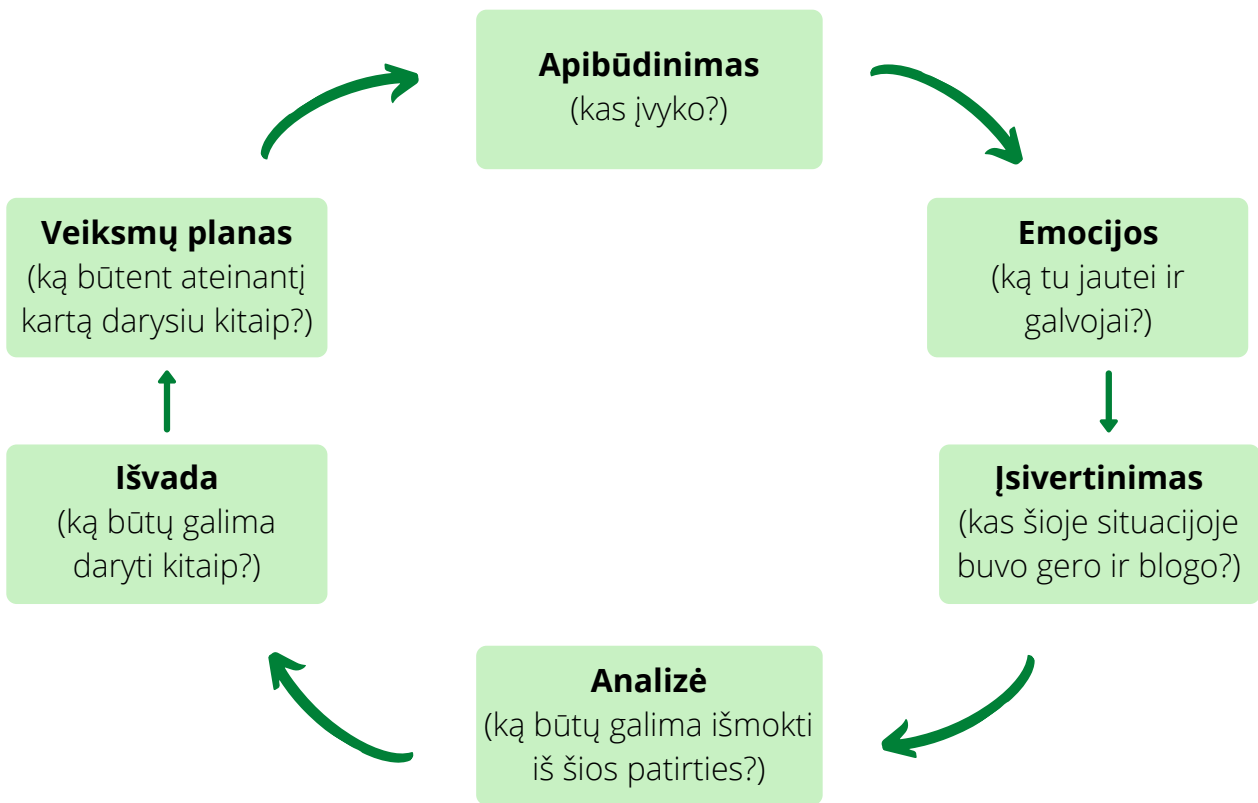 Apibūdinimas
(kas įvyko?)
Emocijos
(ką tu jautei ir
galvojai?)
Įsivertinimas
(kas šioje situacijoje
buvo gero ir blogo?)
Analizė
(ką būtų galima išmokti
iš šios patirties?)
Išvada
(ką būtų galima
daryti kitaip?)
Veiksmų planas
(ką būtent ateinantį
kartą darysiu kitaip?)